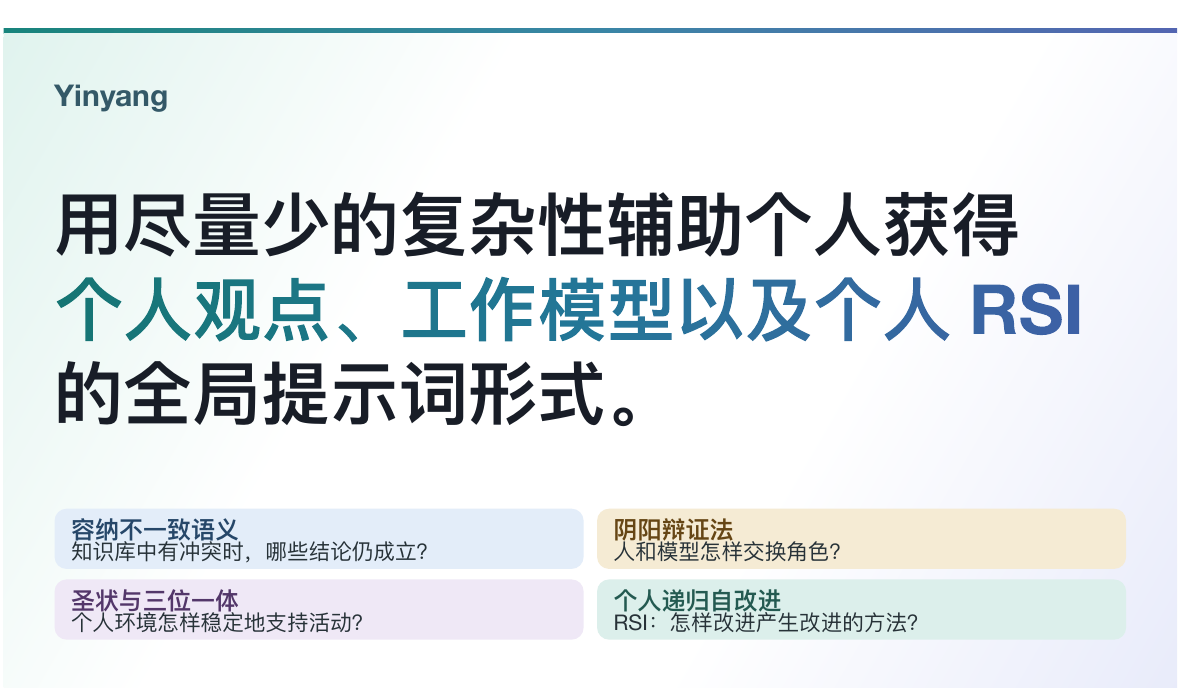 Yinyang
用尽量少的复杂性辅助个人获得
个人观点、工作模型以及个人 RSI
的全局提示词形式。
容纳不一致语义
知识库中有冲突时，哪些结论仍成立？
阴阳辩证法
人和模型怎样交换角色？
圣状与三位一体
个人环境怎样稳定地支持活动？
个人递归自改进
RSI：怎样改进产生改进的方法？